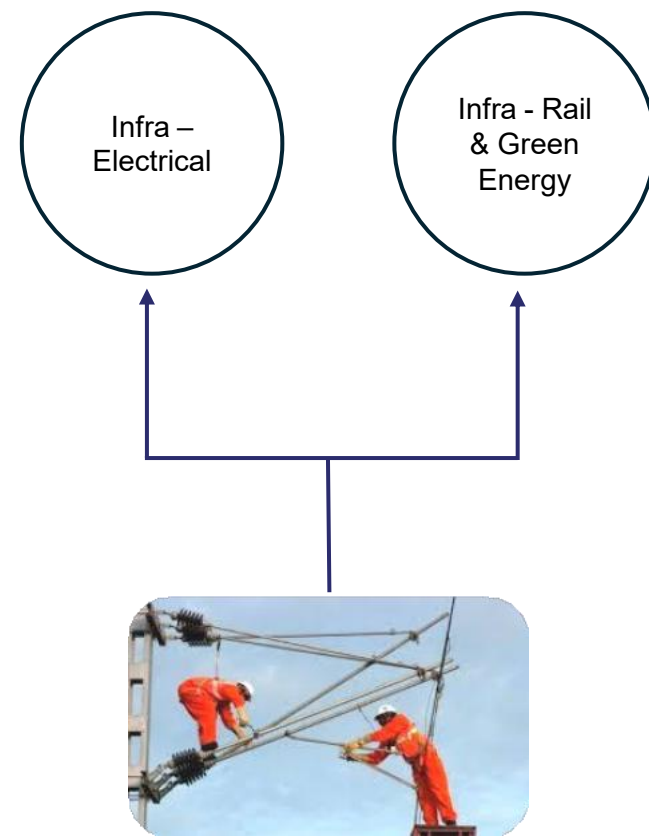 Infra –
Electrical
Infra - Rail
& Green
Energy